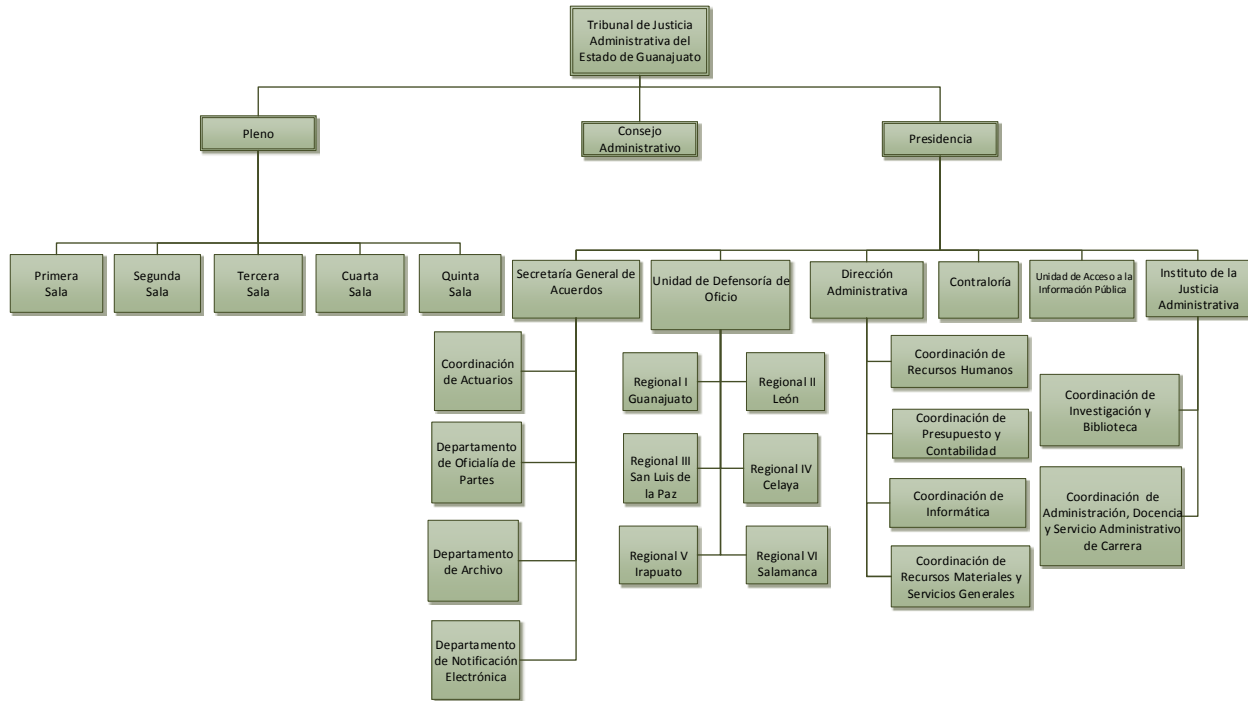 Tribunal de Justicia
Administrativa del
Estado de Guanajuato
Pleno
Consejo
Administrativo
Presidencia
Primera
Sala
Segunda
Sala
Tercera
Sala
Cuarta
Sala
Quinta
Sala
Secretaría General de
Acuerdos
Unidad de Defensoría de
Oficio
Dirección
Administrativa
Contraloría
Unidad de Acceso a la
Información Pública
Instituto de la
Justicia
Administrativa
Coordinación
de Actuarios
Departamento
de Oficialía de
Partes
Departamento
de Archivo
Departamento
de Notificación
Electrónica
Regional I
Guanajuato
Regional II
León
Regional III
San Luis de
la Paz
Regional IV
Celaya
Regional V
Irapuato
Regional VI
Salamanca
Coordinación de
Recursos Humanos
Coordinación de
Presupuesto y
Contabilidad
Coordinación de
Informática
Coordinación de
Recursos Materiales y
Servicios Generales
Coordinación de
Investigación y
Biblioteca
Coordinación de
Administración, Docencia
y Servicio Administrativo
de Carrera